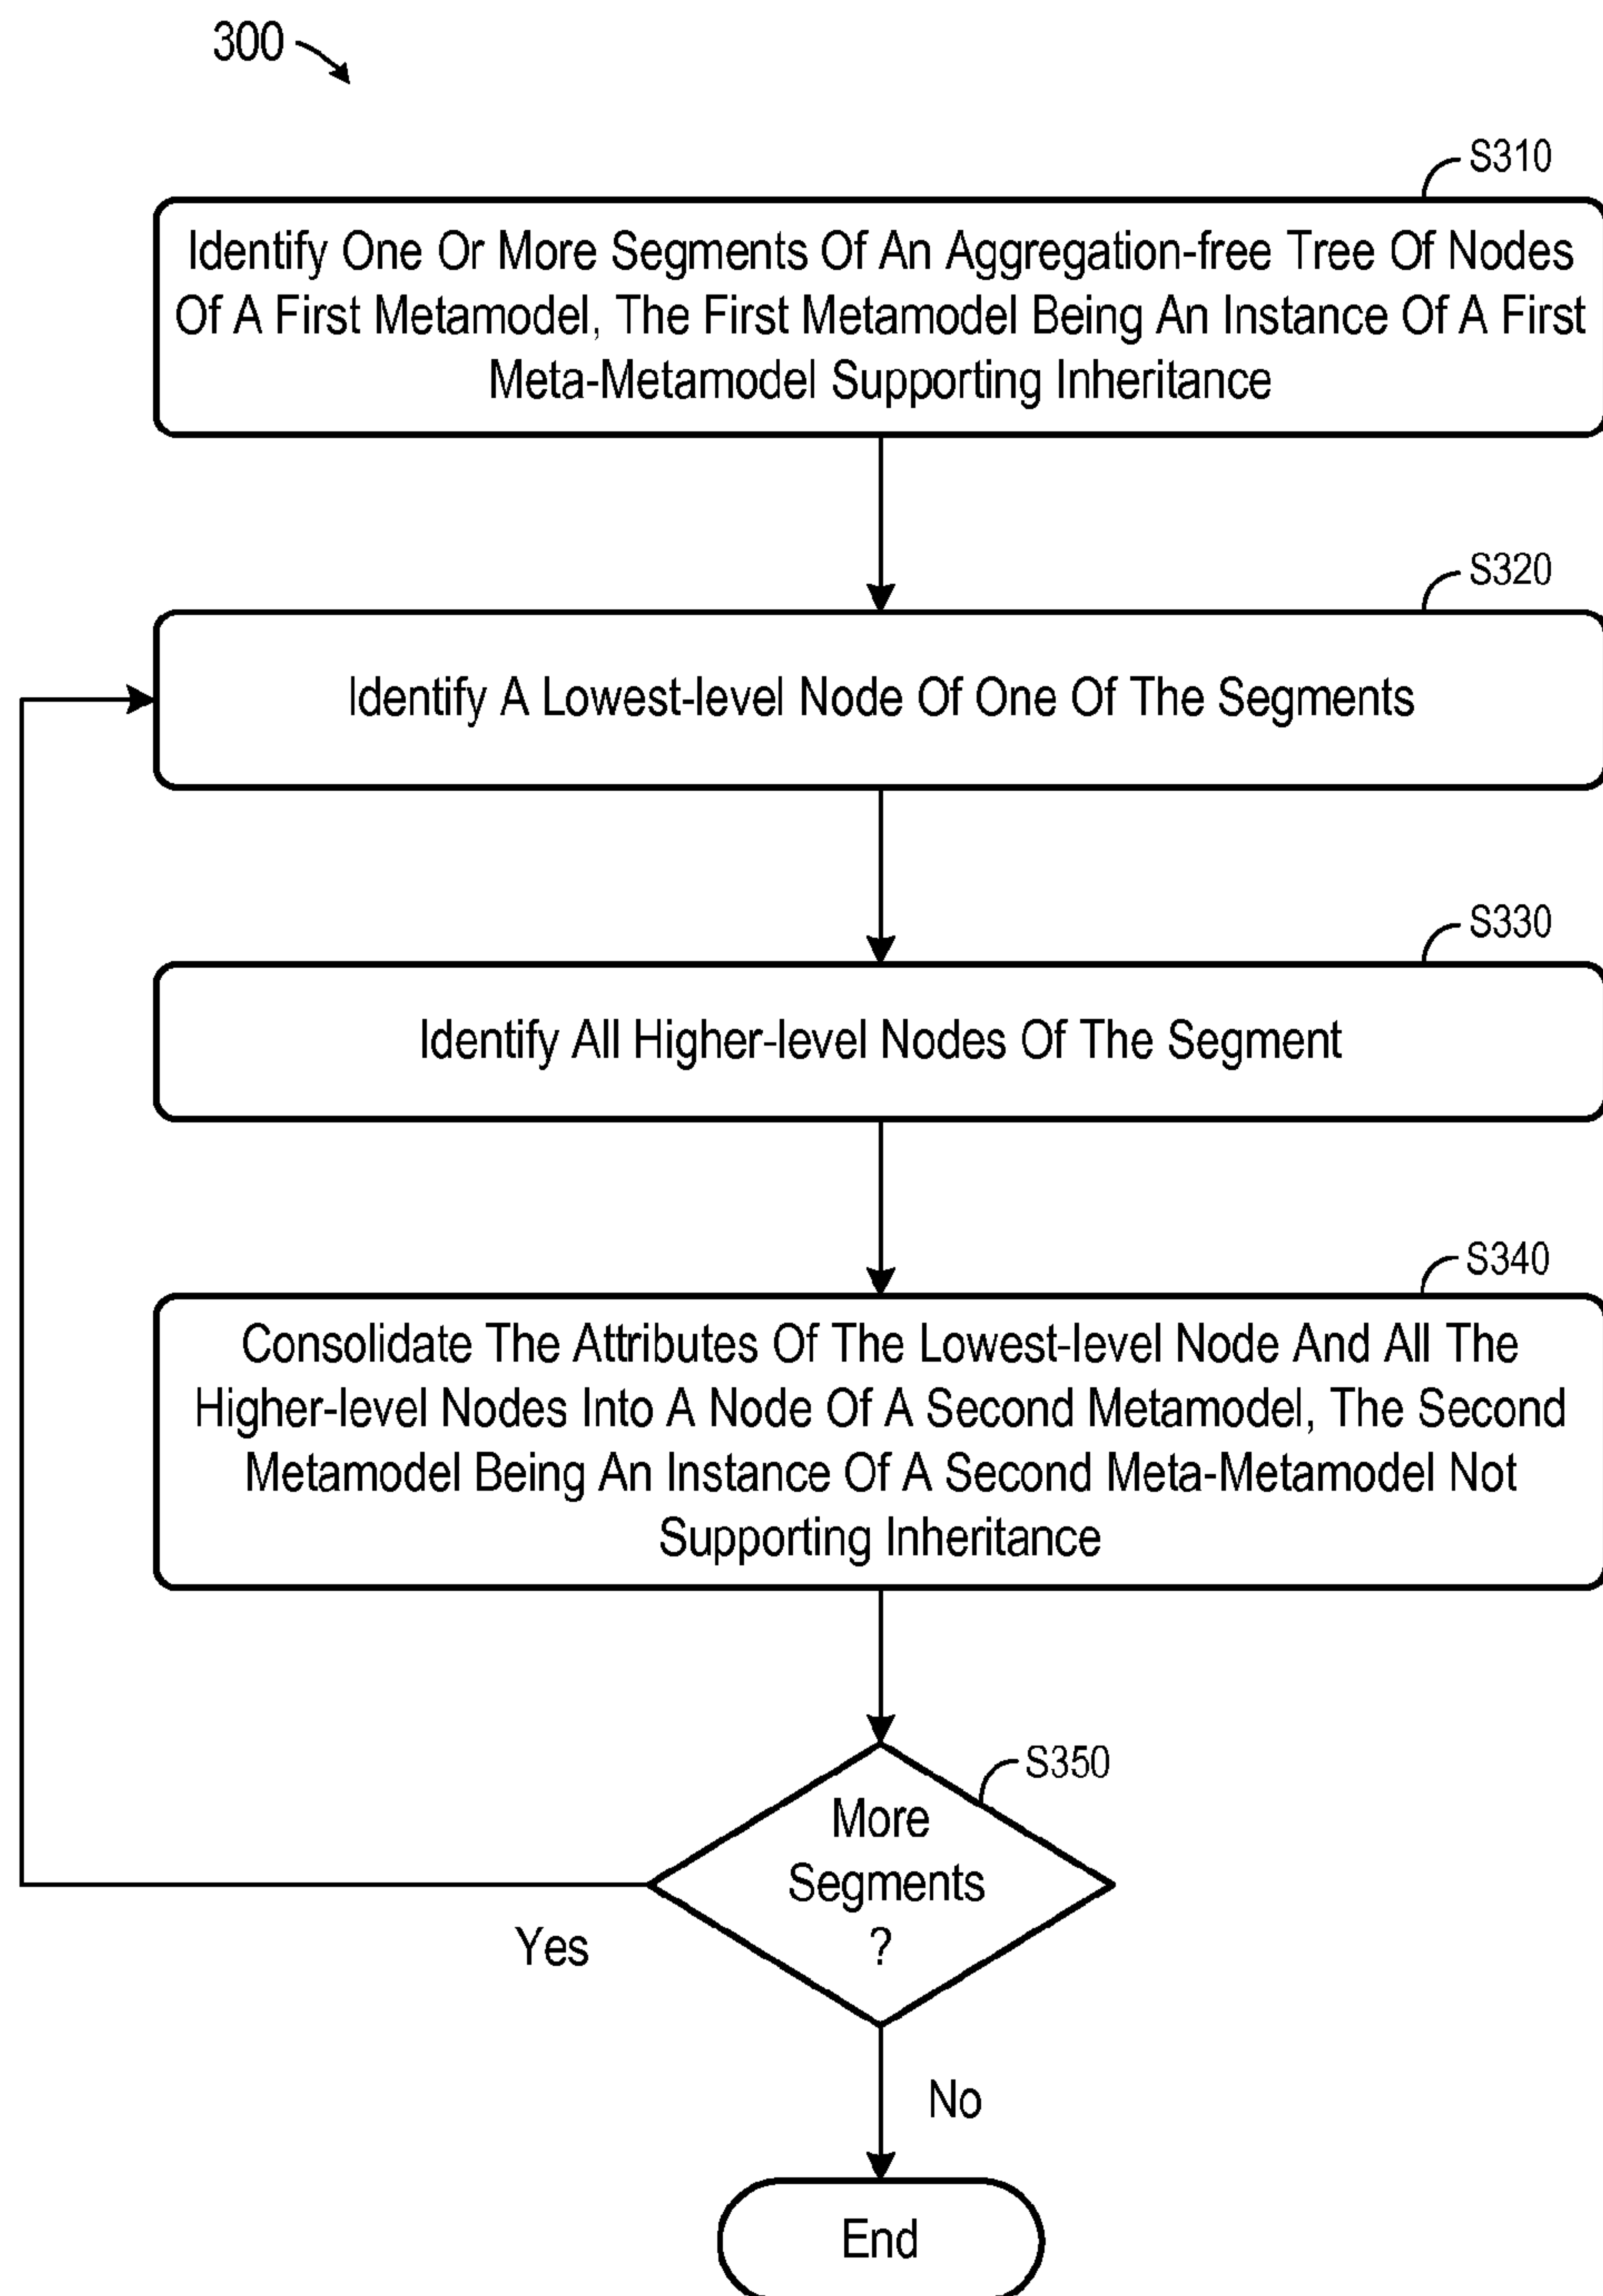 300
S310
Identify One Or More Segments Of An Aggregation-free Tree Of Nodes
Of A First Metamodel, The First Metamodel Being An Instance Of A First
Meta-Metamodel Supporting Inheritance
S320
Identify A Lowest-level Node Of One Of The Segments
S330
Identify All Higher-level Nodes Of The Segment
S340
Consolidate The Attributes Of The Lowest-level Node And All The
Higher-level Nodes Into A Node Of A Second Metamodel, The Second
Metamodel Being An Instance Of A Second Meta-Metamodel Not
Supporting Inheritance
S350
More
Segments
?
Yes
No
End